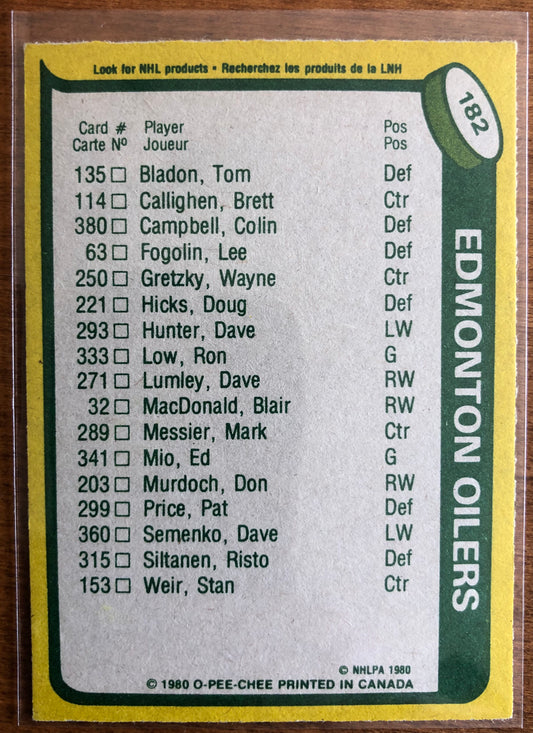 Look for NHL products • Recherchez les produits de la LNH
182
Card # Player Pos
Carte Nº Joueur Pos
135 □ Bladon, Tom Def
114 □ Callighen, Brett Ctr
380 □ Campbell, Colin Def
63 □ Fogolin, Lee Def
250 □ Gretzky, Wayne Ctr
221 □ Hicks, Doug Def
293 □ Hunter, Dave LW
333 □ Low, Ron G
271 □ Lumley, Dave RW
32 □ MacDonald, Blair RW
289 □ Messier, Mark Ctr
341 □ Mio, Ed G
203 □ Murdoch, Don RW
299 □ Price, Pat Def
360 □ Semenko, Dave LW
315 □ Siltanen, Risto Def
153 □ Weir, Stan Ctr
EDMONTON OILERS
© NHLPA 1980
© 1980 O-PEE-CHEE PRINTED IN CANADA